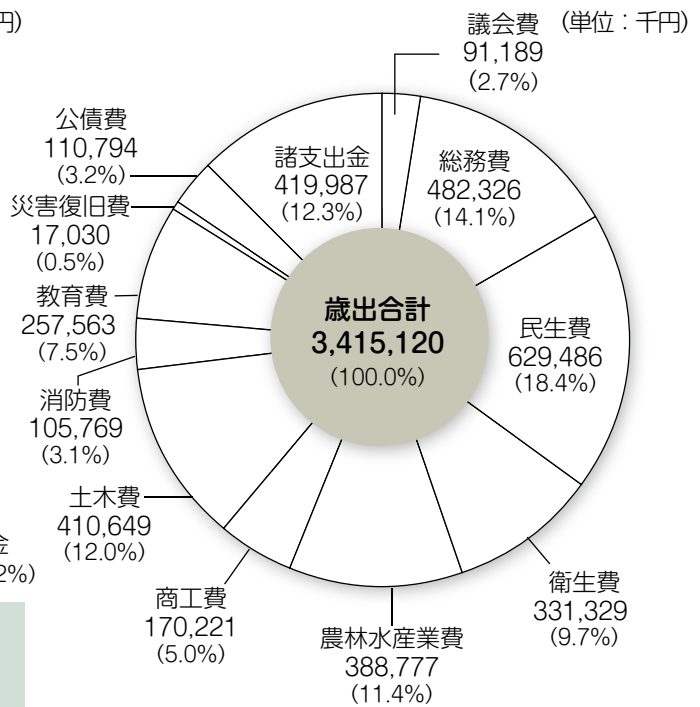 円)
(単位：千円)
議会費
91,189
(2.7%)
総務費
482,326
(14.1%)
民生費
629,486
(18.4%)
衛生費
331,329
(9.7%)
農林水産業費
388,777
(11.4%)
商工費
170,221
(5.0%)
土木費
410,649
(12.0%)
消防費
105,769
(3.1%)
教育費
257,563
(7.5%)
災害復旧費
17,030
(0.5%)
公債費
110,794
(3.2%)
諸支出金
419,987
(12.3%)
歳出合計
3,415,120
(100.0%)
金
2%)